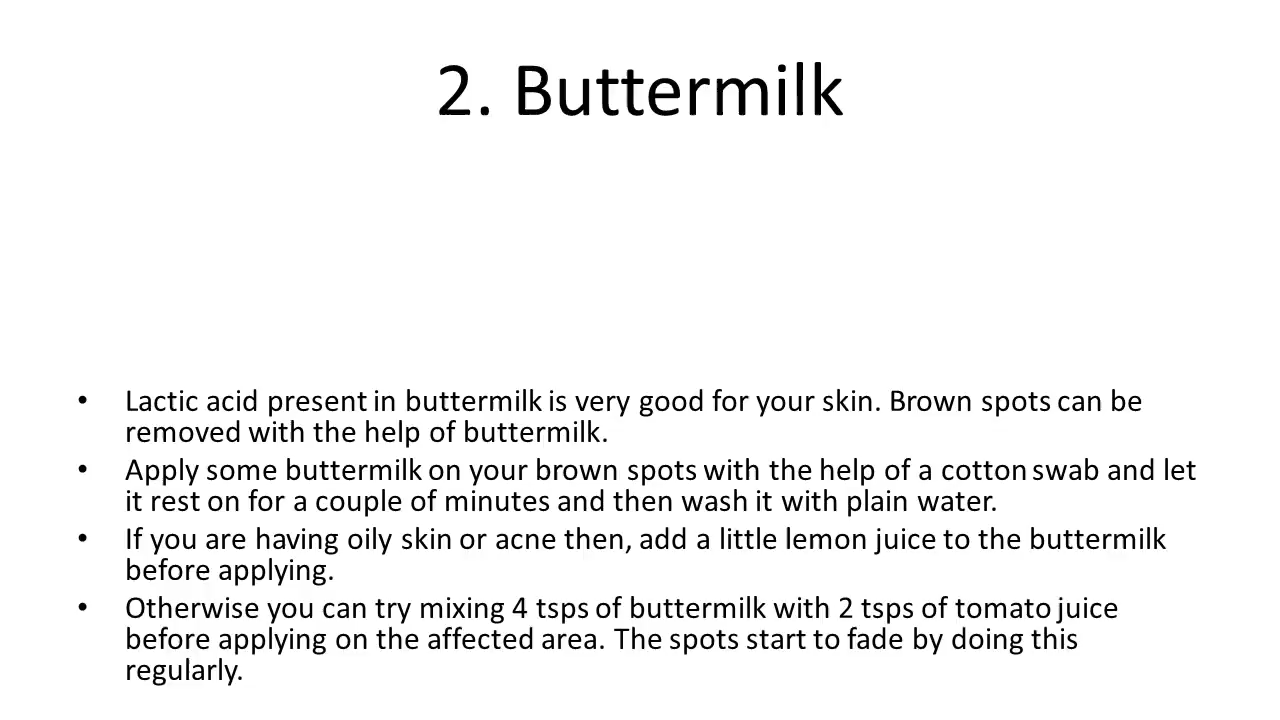 2. Buttermilk
• Lactic acid present in buttermilk is very good for your skin. Brown spots can be
removed with the help of buttermilk.
• Apply some buttermilk on your brown spots with the help of a cotton swab and let
it rest on for a couple of minutes and then wash it with plain water.
• If you are having oily skin or acne then, add a little lemon juice to the buttermilk
before applying.
• Otherwise you can try mixing 4 tsps of buttermilk with 2 tsps of tomato juice
before applying on the affected area. The spots start to fade by doing this
regularly.